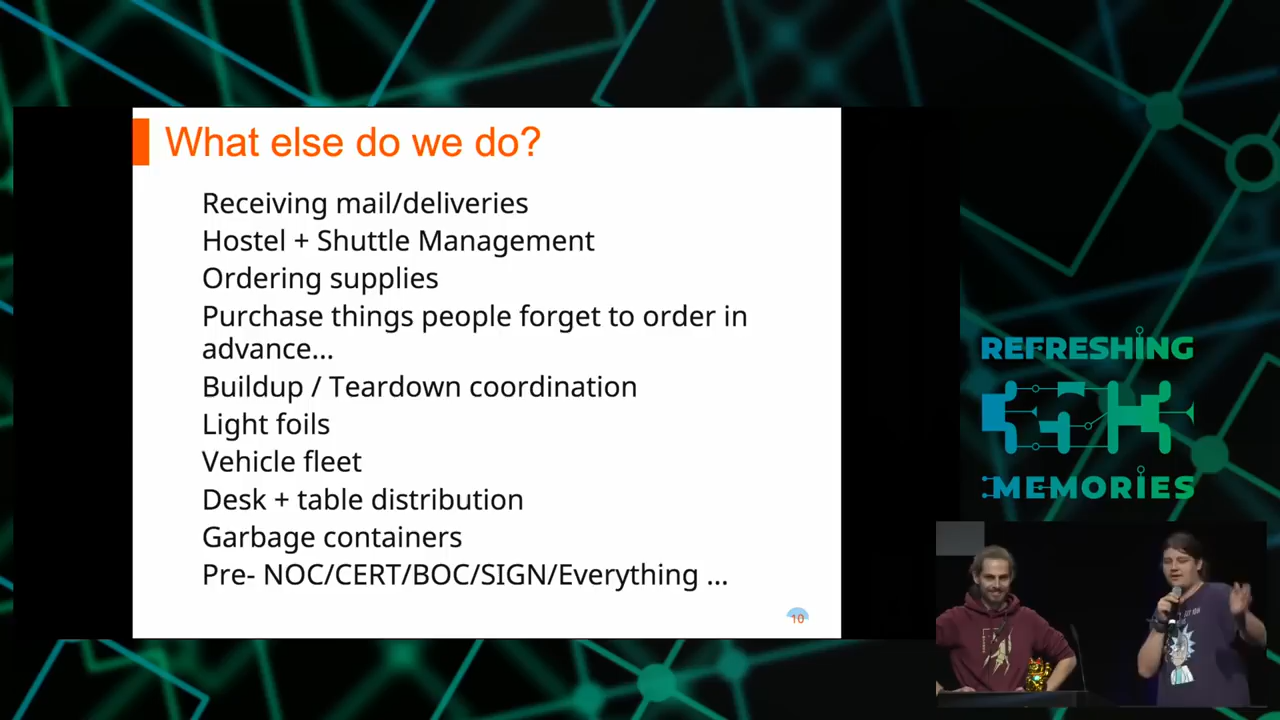 What else do we do?
Receiving mail/deliveries
Hostel + Shuttle Management
Ordering supplies
Purchase things people forget to order in
advance...
Buildup / Teardown coordination
Light foils
Vehicle fleet
Desk + table distribution
Garbage containers
Pre- NOC/CERT/BOC/SIGN/Everything ...
10
REFRESHING
MEMORIES